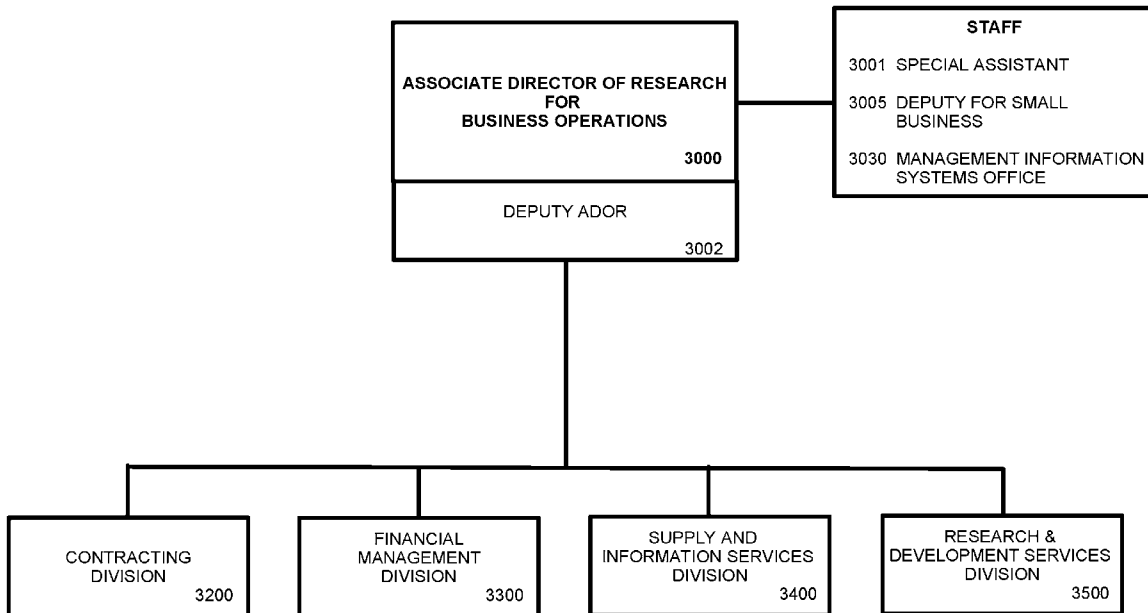 ASSOCIATE DIRECTOR OF RESEARCH
FOR
BUSINESS OPERATIONS
3000
DEPUTY ADOR
3002
STAFF
3001 SPECIAL ASSISTANT
3005 DEPUTY FOR SMALL
BUSINESS
3030 MANAGEMENT INFORMATION
SYSTEMS OFFICE
CONTRACTING
DIVISION
3200
FINANCIAL
MANAGEMENT
DIVISION
3300
SUPPLY AND
INFORMATION SERVICES
DIVISION
3400
RESEARCH &
DEVELOPMENT SERVICES
DIVISION
3500